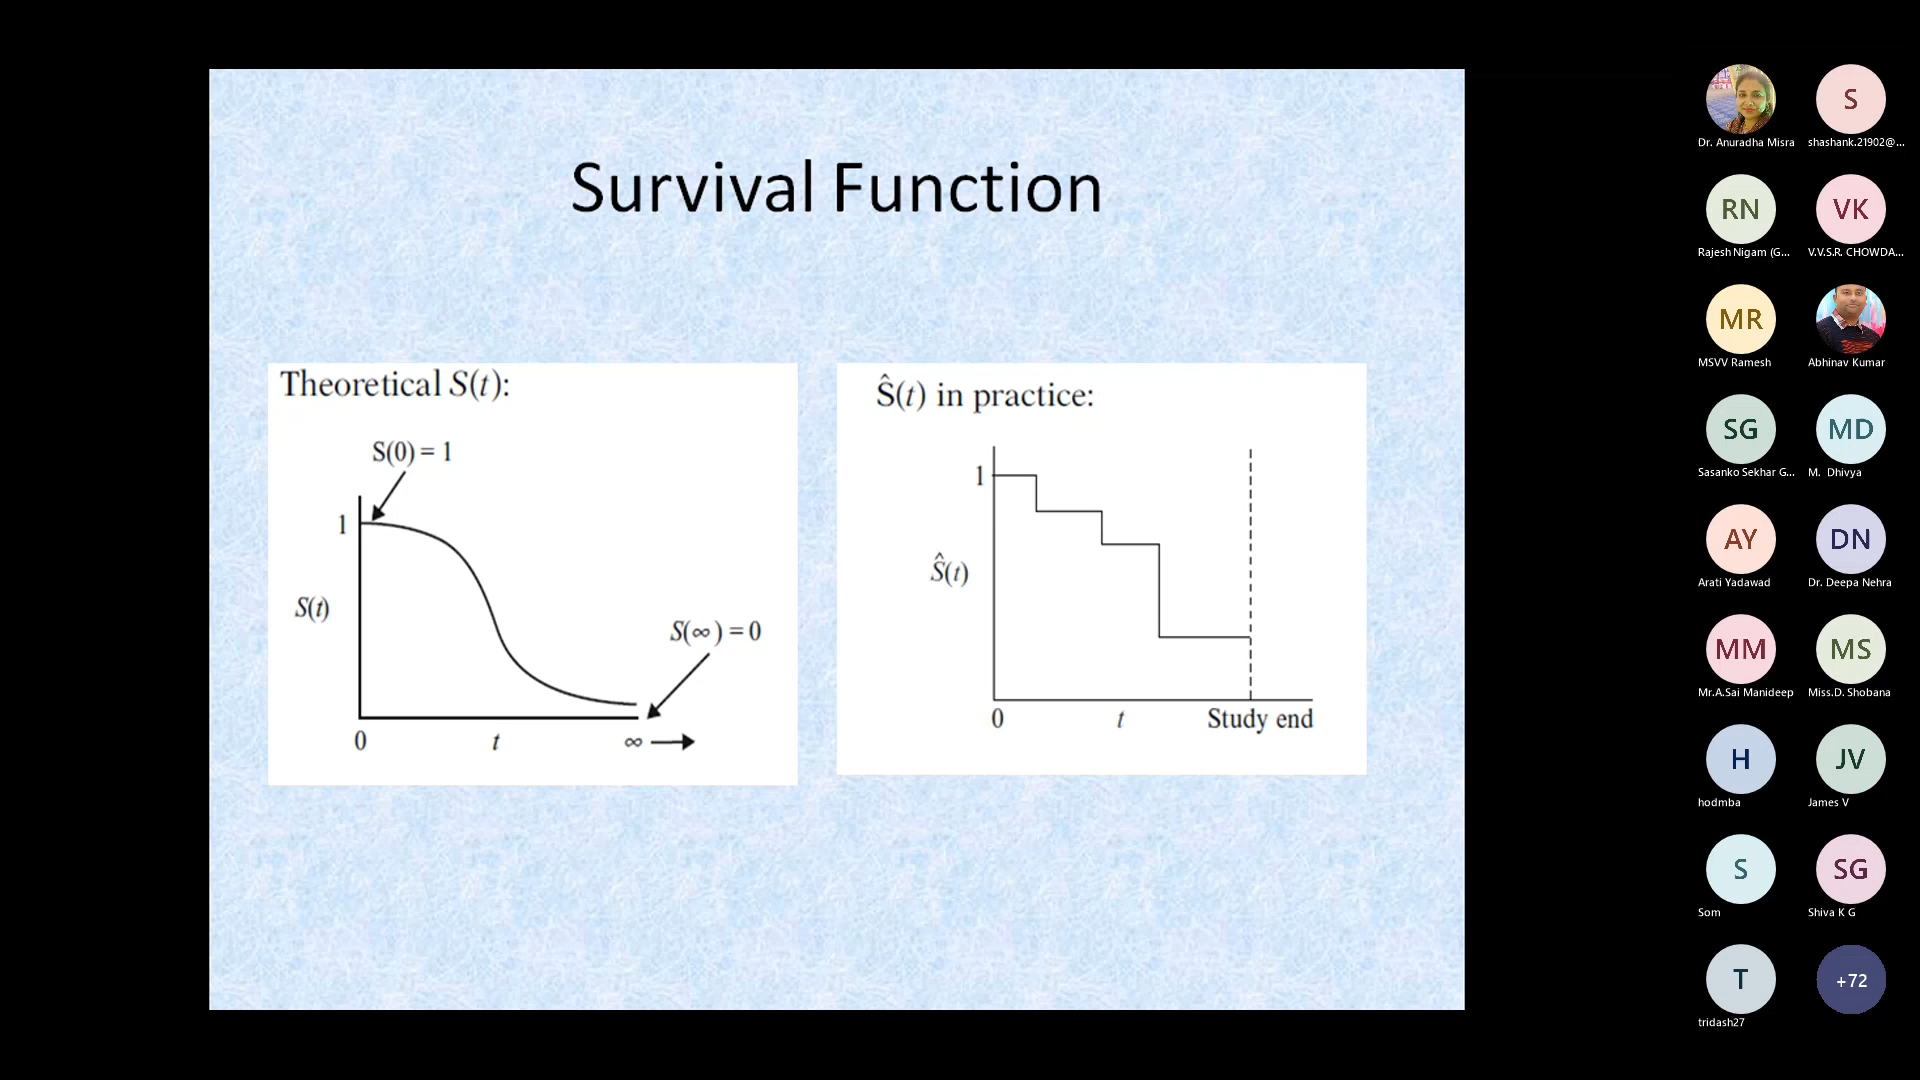 Survival Function
Theoretical S(t):
S(0) = 1
1
S(t)
S(∞) = 0
0 t ∞
Ŝ(t) in practice:
1
Ŝ(t)
0 t Study end
Dr. Anuradha Misra
S
shashank.21902@...
RN
Rajesh Nigam (G...
VK
V.V.S.R. CHOWDA...
MR
MSVV Ramesh
Abhinav Kumar
SG
Sasanko Sekhar G...
MD
M. Dhivya
AY
Arati Yadawad
DN
Dr. Deepa Nehra
MM
Mr.A.Sai Manideep
MS
Miss.D. Shobana
H
hodmba
JV
James V
S
Som
SG
Shiva K G
T
tridash27
+72